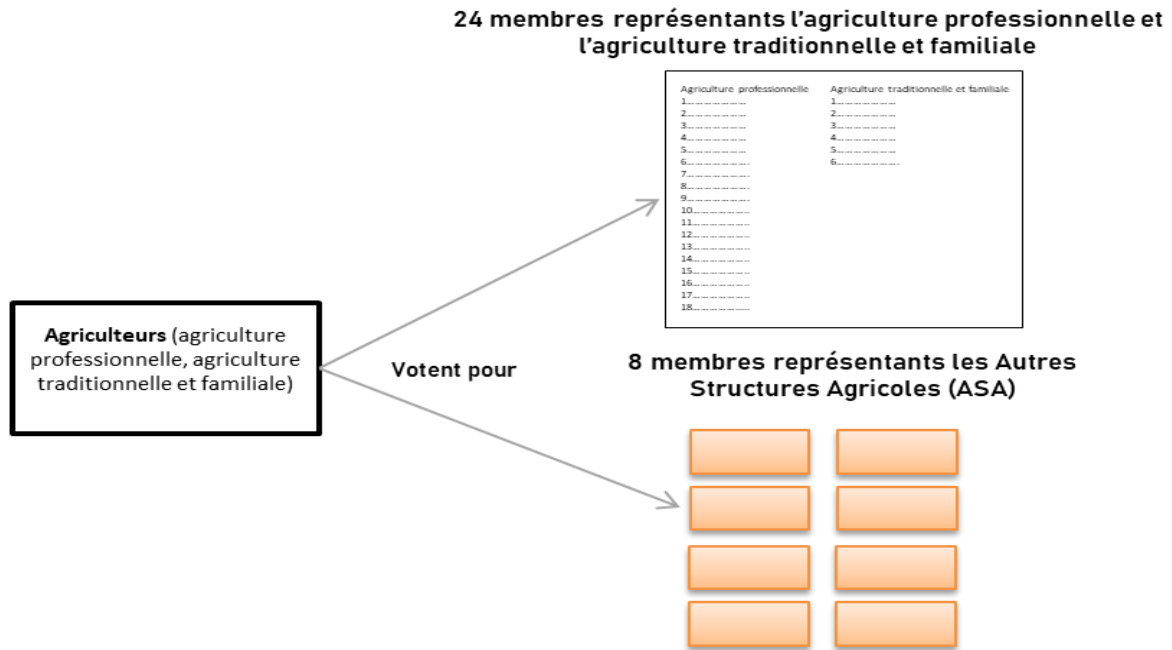 24 membres représentants l'agriculture professionnelle et
l'agriculture traditionnelle et familiale
Agriculture professionnelle
1...................
2...................
3...................
4...................
5...................
6...................
7...................
8...................
9...................
10...................
11...................
12...................
13...................
14...................
15...................
16...................
17...................
18...................
Agriculture traditionnelle et familiale
1...................
2...................
3...................
4...................
5...................
6...................
Agriculteurs (agriculture
professionnelle, agriculture
traditionnelle et familiale)
Votent pour
8 membres représentants les Autres
Structures Agricoles (ASA)